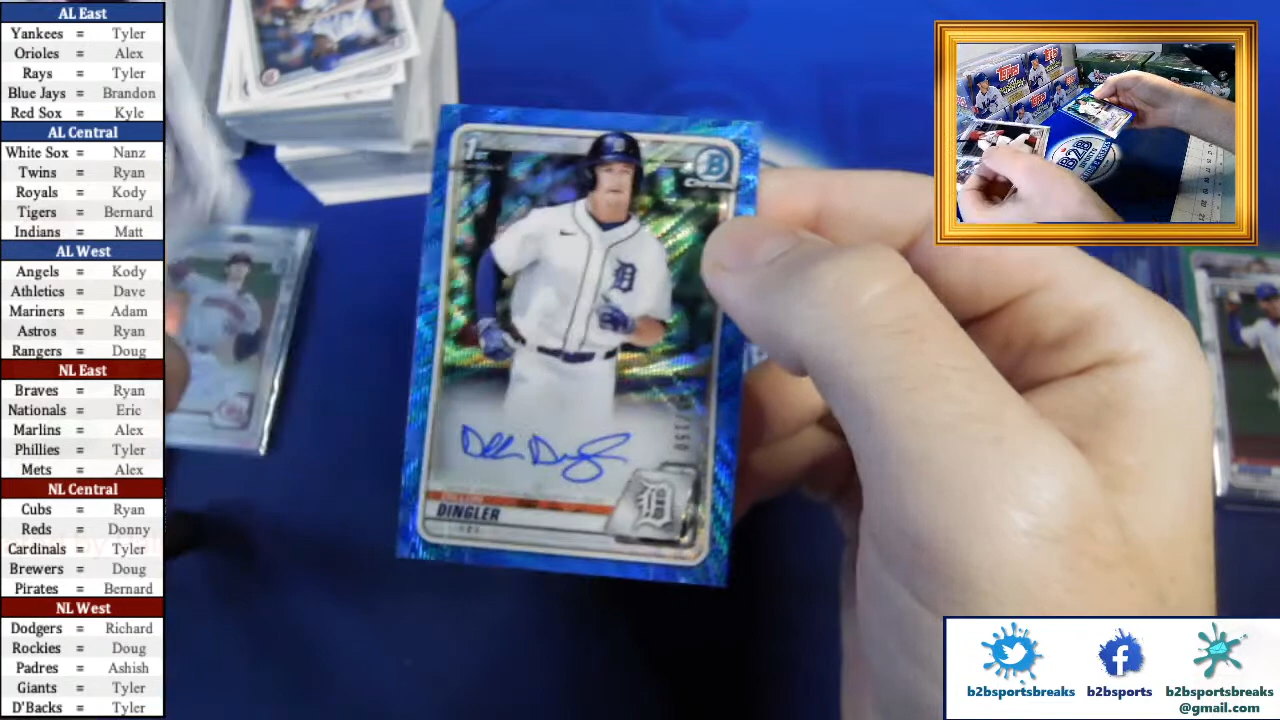 AL East
Yankees = Tyler
Orioles = Alex
Rays = Tyler
Blue Jays = Brandon
Red Sox = Kyle
AL Central
White Sox = Nanz
Twins = Ryan
Royals = Kody
Tigers = Bernard
Indians = Matt
AL West
Angels = Kody
Athletics = Dave
Mariners = Adam
Astros = Ryan
Rangers = Doug
NL East
Braves = Ryan
Nationals = Eric
Marlins = Alex
Phillies = Tyler
Mets = Alex
NL Central
Cubs = Ryan
Reds = Donny
Cardinals = Tyler
Brewers = Doug
Pirates = Bernard
NL West
Dodgers = Richard
Rockies = Doug
Padres = Ashish
Giants = Tyler
D'Backs = Tyler
1st
B
D
DINGLER
TOPPS
B2B
b2bsportsbreaks
b2bsports
b2bsportsbreaks
@gmail.com